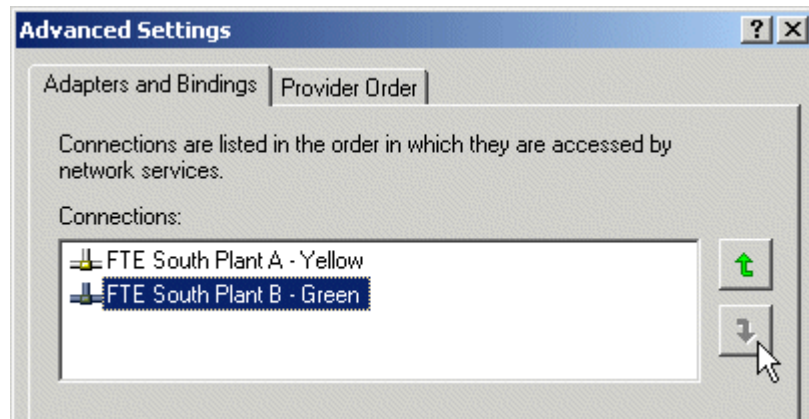 Advanced Settings
Adapters and Bindings
Provider Order
Connections are listed in the order in which they are accessed by
network services.
Connections:
FTE South Plant A - Yellow
FTE South Plant B - Green